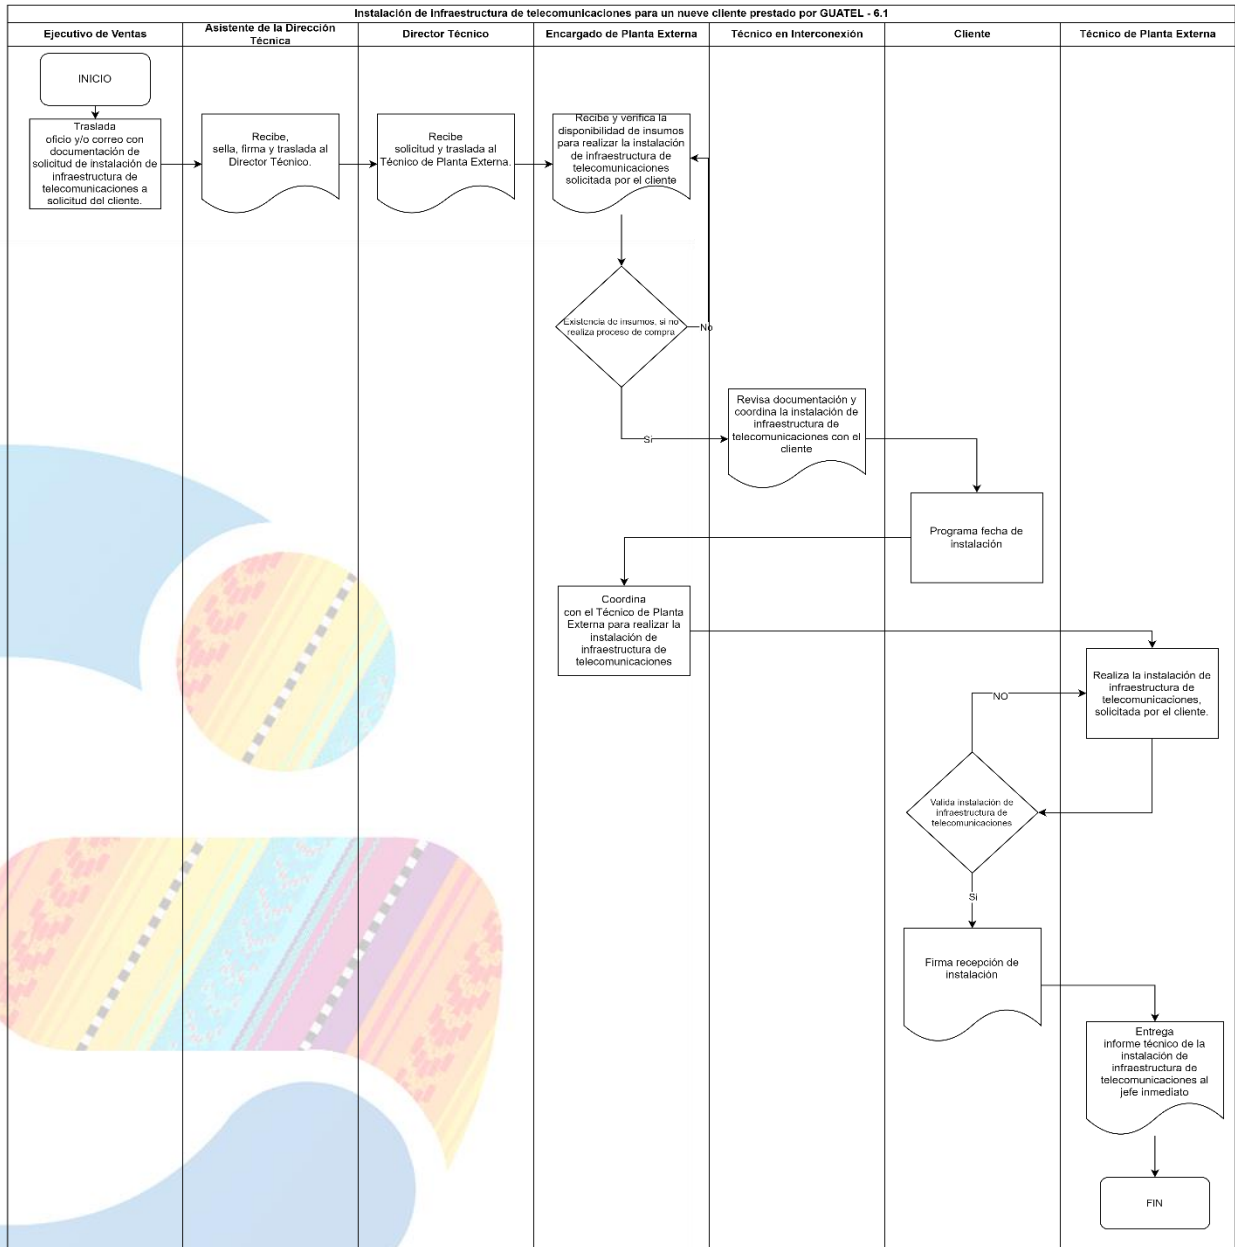 Instalación de infraestructura de telecomunicaciones para un nueve cliente prestado por GUATEL - 6.1
Ejecutivo de Ventas
Asistente de la Dirección
Técnica
Director Técnico
Encargado de Planta Externa
Técnico en Interconexión
Cliente
Técnico de Planta Externa
INICIO
Traslada
oficio y/o correo con
documentación de
solicitud de instalación de
infraestructura de
telecomunicaciones a
solicitud del cliente.
Recibe,
sella, firma y traslada al
Director Técnico.
Recibe
solicitud y traslada al
Técnico de Planta Externa.
Recibe y verifica la
disponibilidad de insumos
para realizar la instalación
de infraestructura de
telecomunicaciones
solicitada por el cliente
Existencia de insumos, si no
realiza proceso de compra
No
Si
Revisa documentación y
coordina la instalación de
infraestructura de
telecomunicaciones con el
cliente
Programa fecha de
instalación
Coordina
con el Técnico de Planta
Externa para realizar la
instalación de
infraestructura de
telecomunicaciones
Realiza la instalación de
infraestructura de
telecomunicaciones,
solicitada por el cliente.
NO
Valida instalación de
infraestructura de
telecomunicaciones
Si
Firma recepción de
instalación
Entrega
informe técnico de la
instalación de
infraestructura de
telecomunicaciones al
jefe inmediato
FIN